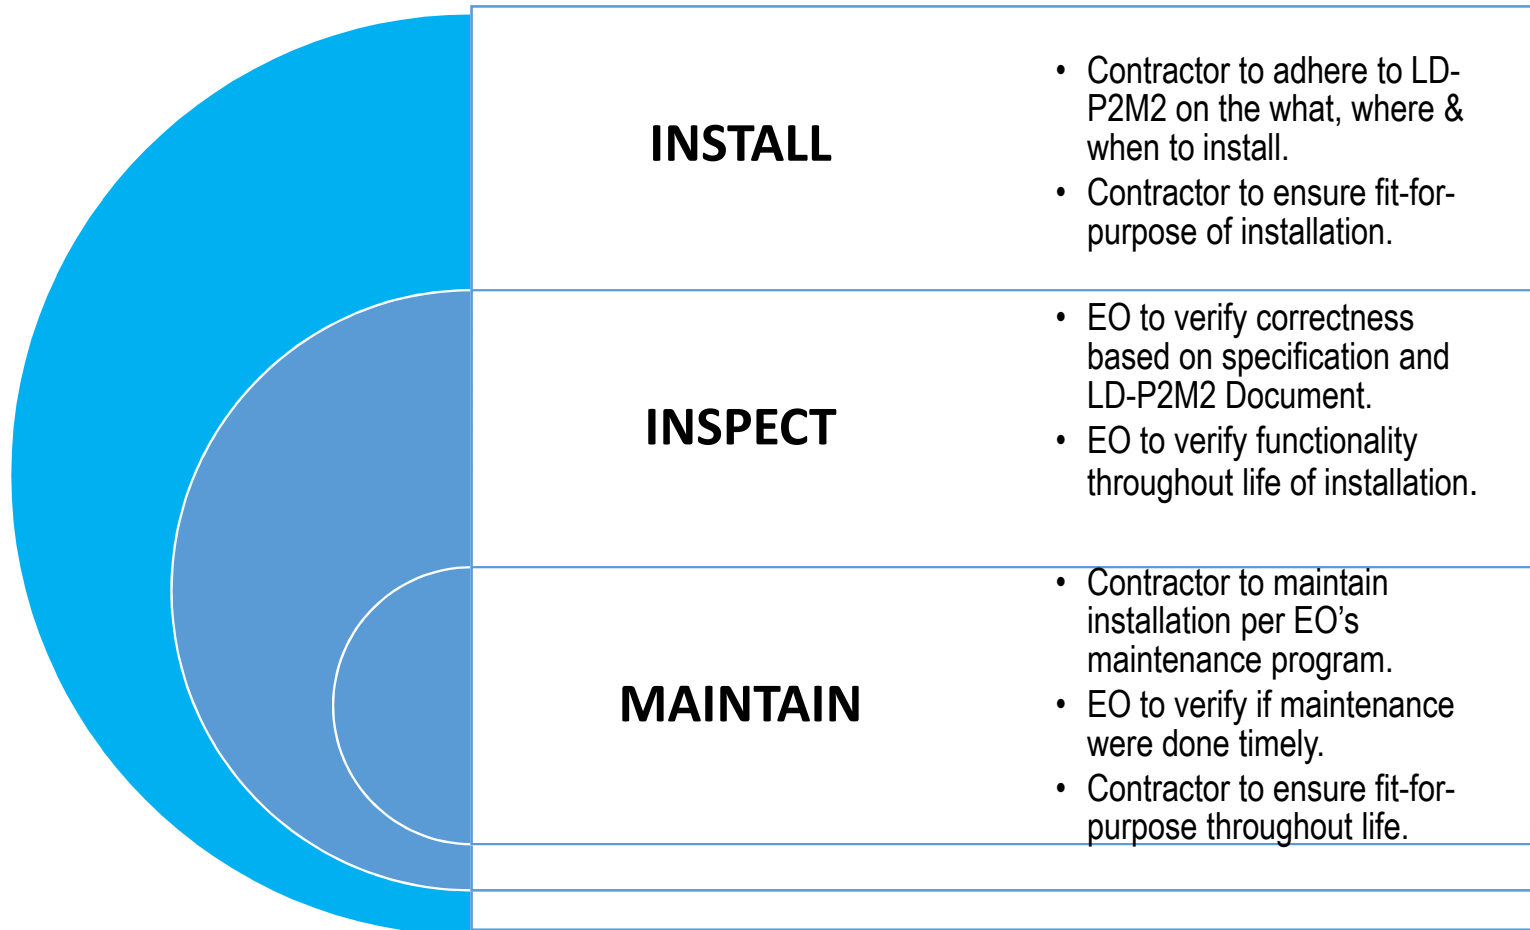 INSTALL
• Contractor to adhere to LD-
P2M2 on the what, where &
when to install.
• Contractor to ensure fit-for-
purpose of installation.
INSPECT
• EO to verify correctness
based on specification and
LD-P2M2 Document.
• EO to verify functionality
throughout life of installation.
MAINTAIN
• Contractor to maintain
installation per EO’s
maintenance program.
• EO to verify if maintenance
were done timely.
• Contractor to ensure fit-for-
purpose throughout life.